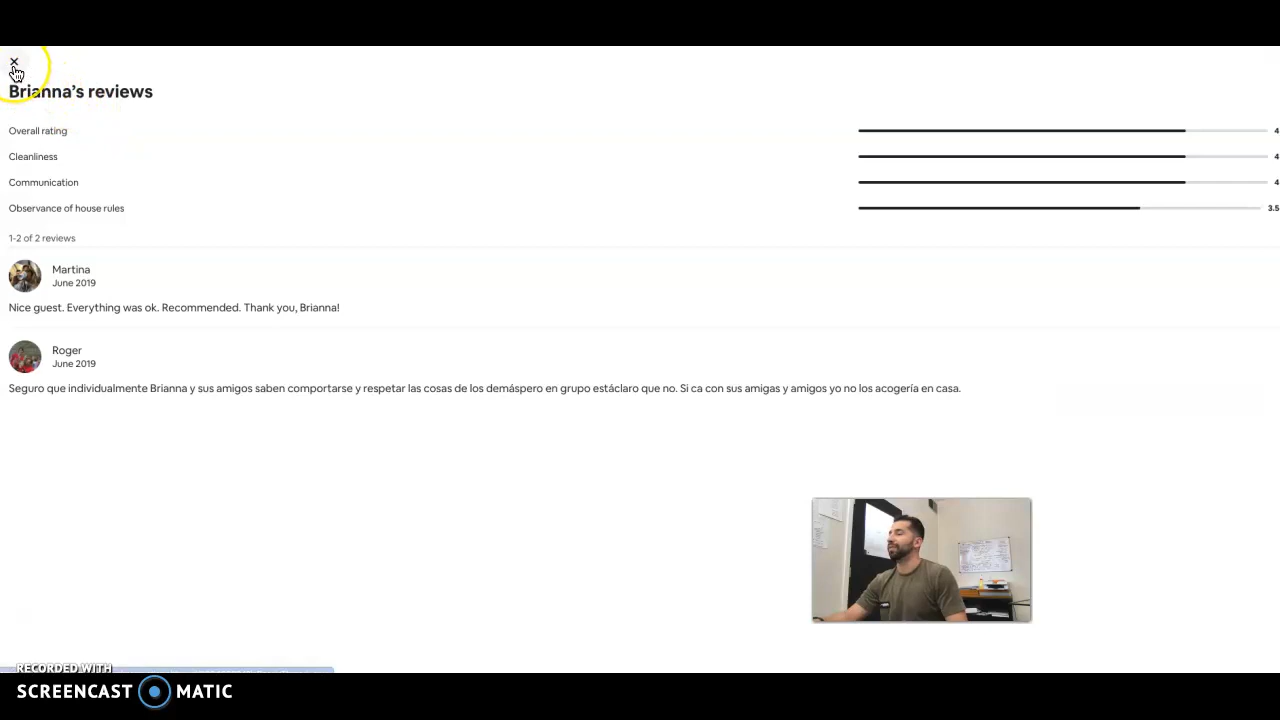 Brianna's reviews
Overall rating 4
Cleanliness 4
Communication 4
Observance of house rules 3.5
1-2 of 2 reviews
Martina
June 2019
Nice guest. Everything was ok. Recommended. Thank you, Brianna!
Roger
June 2019
Seguro que individualmente Brianna y sus amigos saben comportarse y respetar las cosas de los demáspero en grupo estáclaro que no. Si ca con sus amigas y amigos yo no los acogería en casa.
RECORDED WITH
SCREENCAST MATIC